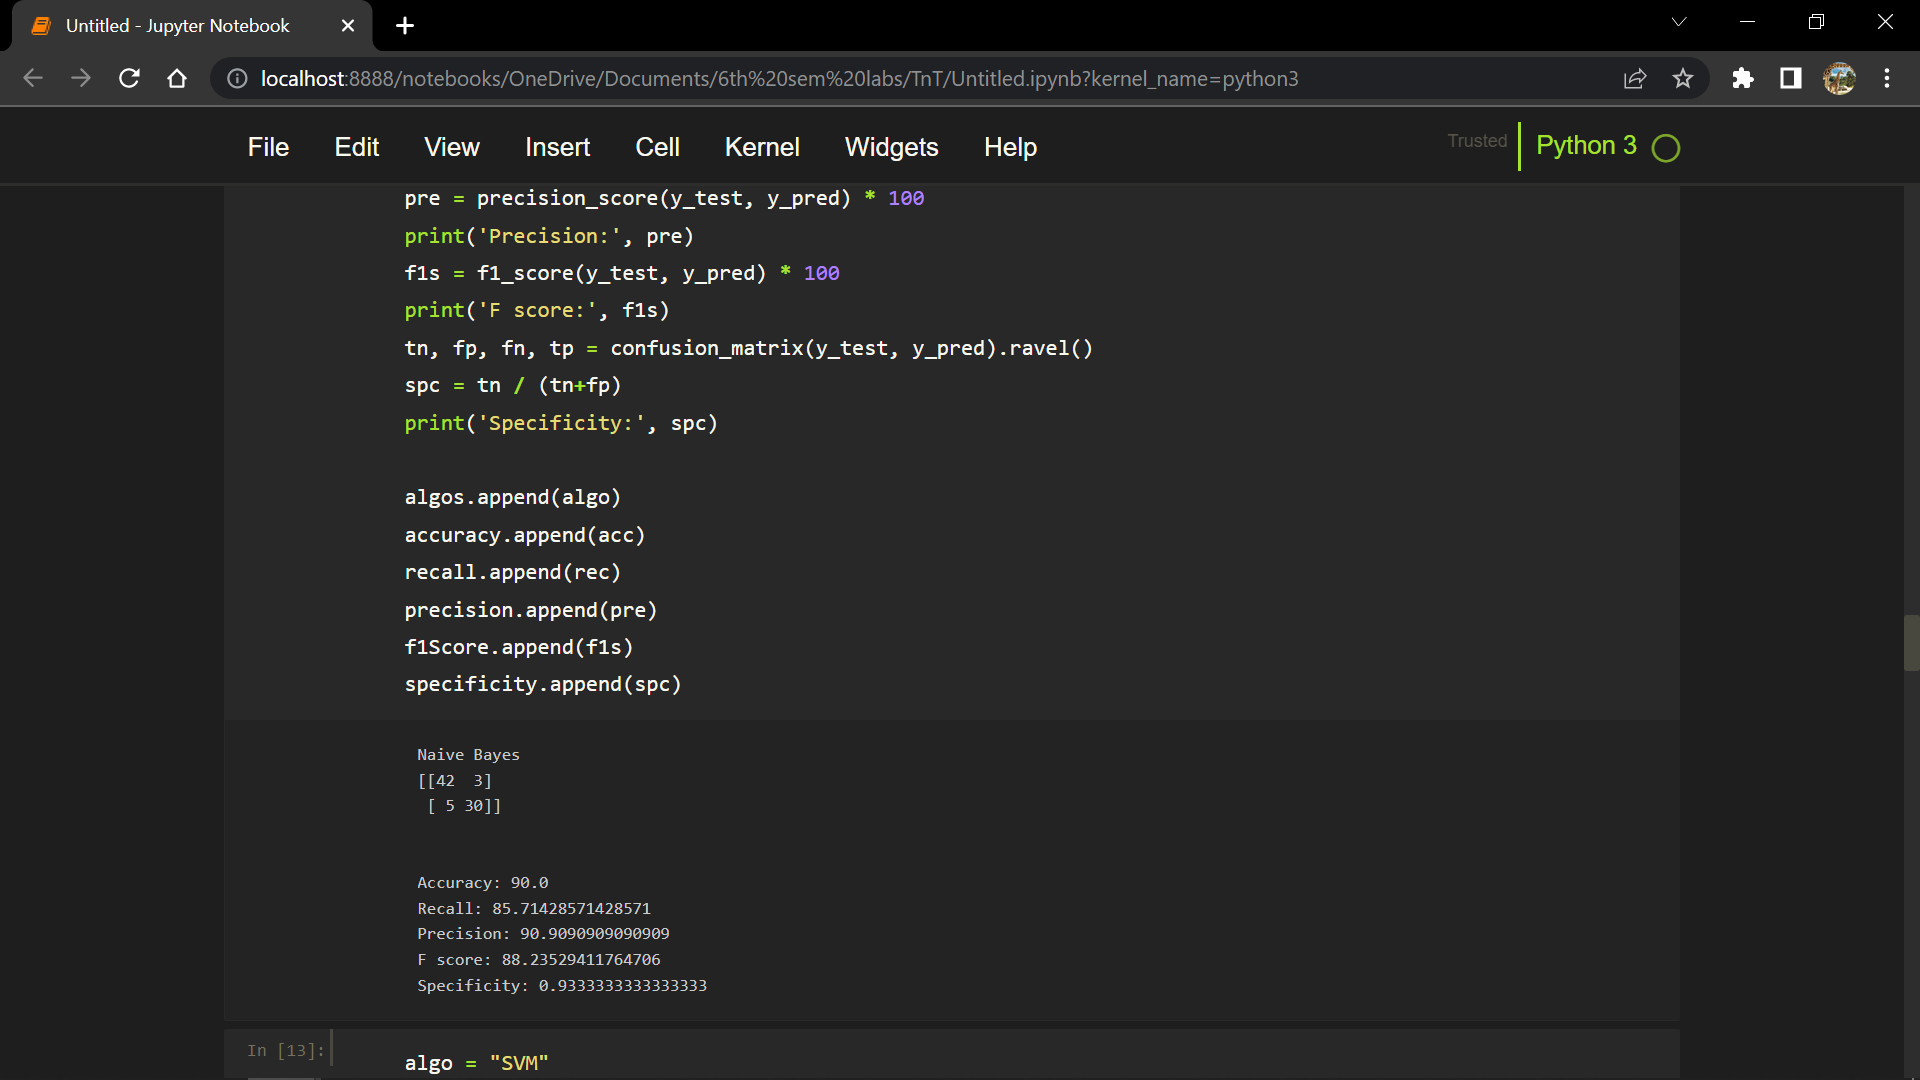 Untitled - Jupyter Notebook
localhost:8888/notebooks/OneDrive/Documents/6th%20sem%20labs/TnT/Untitled.ipynb?kernel_name=python3
File Edit View Insert Cell Kernel Widgets Help Trusted Python 3
pre = precision_score(y_test, y_pred) * 100
print('Precision:', pre)
f1s = f1_score(y_test, y_pred) * 100
print('F score:', f1s)
tn, fp, fn, tp = confusion_matrix(y_test, y_pred).ravel()
spc = tn / (tn+fp)
print('Specificity:', spc)
algos.append(algo)
accuracy.append(acc)
recall.append(rec)
precision.append(pre)
f1Score.append(f1s)
specificity.append(spc)
Naive Bayes
[[42  3]
 [ 5 30]]
Accuracy: 90.0
Recall: 85.71428571428571
Precision: 90.9090909090909
F score: 88.23529411764706
Specificity: 0.9333333333333333
In [13]: algo = "SVM"